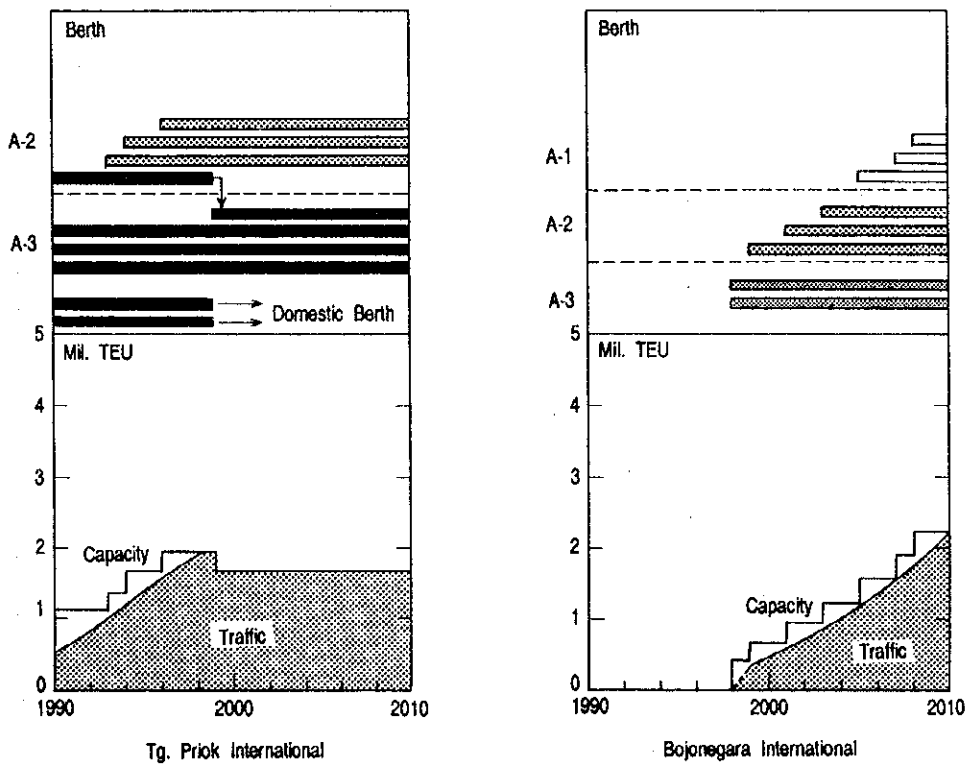 Berth
A-2
A-3
Domestic Berth
5
Mil. TEU
4
3
2
Capacity
1
Traffic
0
1990
2000
2010
Tg. Priok International
Berth
A-1
A-2
A-3
5
Mil. TEU
4
3
2
1
Capacity
Traffic
0
1990
2000
2010
Bojonegara International